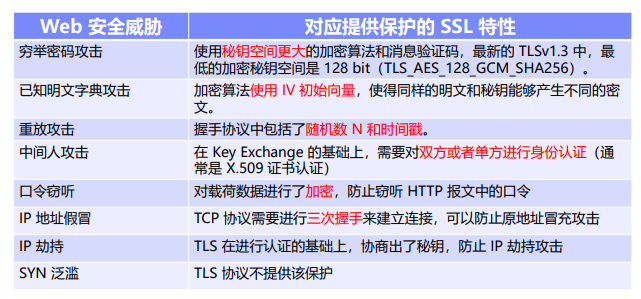 Web 安全威胁
对应提供保护的 SSL 特性
穷举密码攻击
使用秘钥空间更大的加密算法和消息验证码，最新的 TLSv1.3 中，最
低的加密秘钥空间是 128 bit（TLS_AES_128_GCM_SHA256）。
已知明文字典攻击
加密算法使用 IV 初始向量，使得同样的明文和秘钥能够产生不同的密
文。
重放攻击
握手协议中包括了随机数 N 和时间戳。
中间人攻击
在 Key Exchange 的基础上，需要对双方或者单方进行身份认证（通
常是 X.509 证书认证）
口令窃听
对载荷数据进行了加密，防止窃听 HTTP 报文中的口令
IP 地址假冒
TCP 协议需要进行三次握手来建立连接，可以防止原地址冒充攻击
IP 劫持
TLS 在进行认证的基础上，协商出了秘钥，防止 IP 劫持攻击
SYN 泛滥
TLS 协议不提供该保护